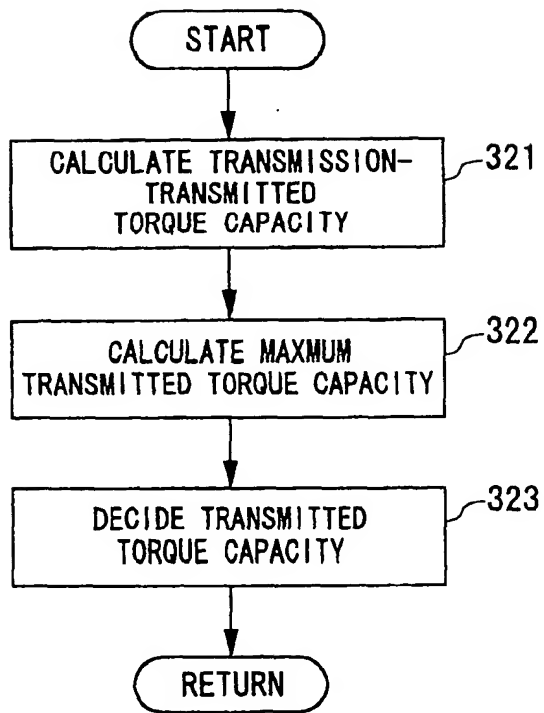 START
CALCULATE TRANSMISSION-
TRANSMITTED
TORQUE CAPACITY
321
CALCULATE MAXMUM
TRANSMITTED TORQUE CAPACITY
322
DECIDE TRANSMITTED
TORQUE CAPACITY
323
RETURN